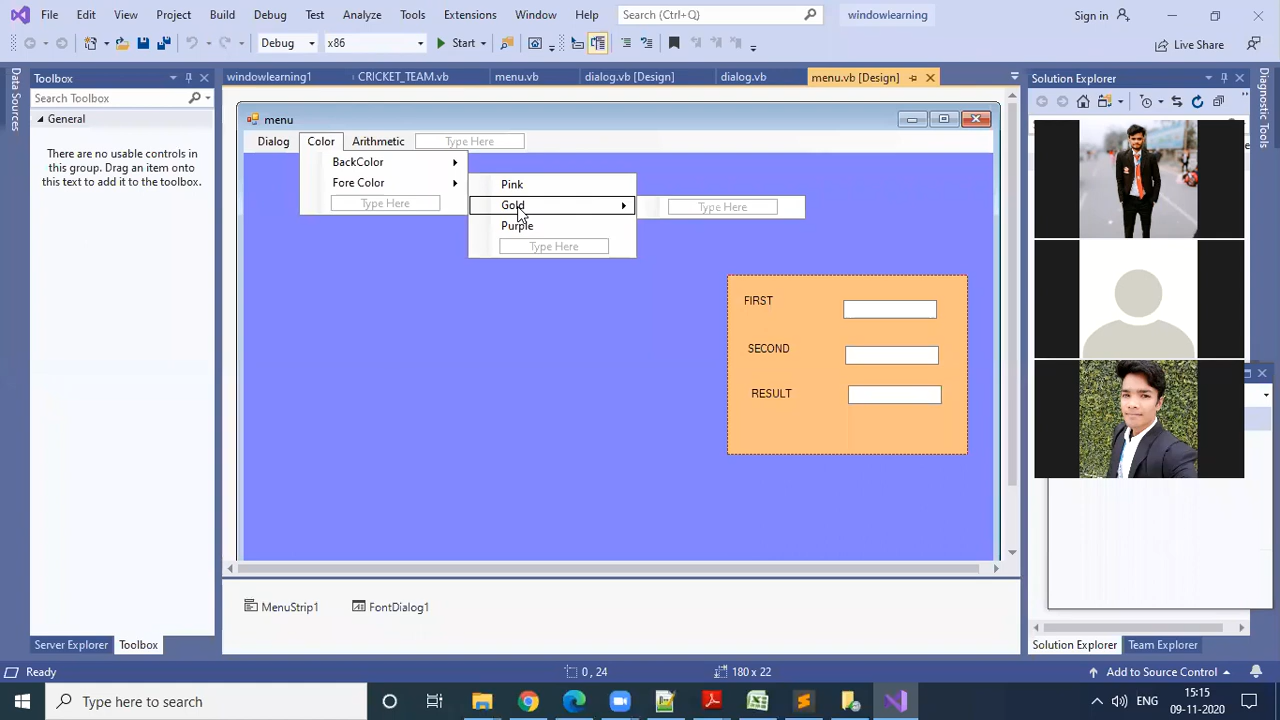 File Edit View Project Build Debug Test Analyze Tools Extensions Window Help Search (Ctrl+Q) windowlearning Sign in
Debug x86 Start Live Share
Data Sources
Toolbox
Search Toolbox
General
There are no usable controls in
this group. Drag an item onto
this text to add it to the toolbox.
Server Explorer Toolbox
windowlearning1 CRICKET_TEAM.vb menu.vb dialog.vb [Design] dialog.vb menu.vb [Design]
menu
Dialog Color Arithmetic Type Here
BackColor
Fore Color
Type Here
Pink
Gold
Purple
Type Here
Type Here
FIRST
SECOND
RESULT
MenuStrip1 FontDialog1
Solution Explorer
Diagnostic Tools
Solution Explorer Team Explorer
Ready 0 , 24 180 x 22 Add to Source Control
Type here to search
ENG
15:15
09-11-2020